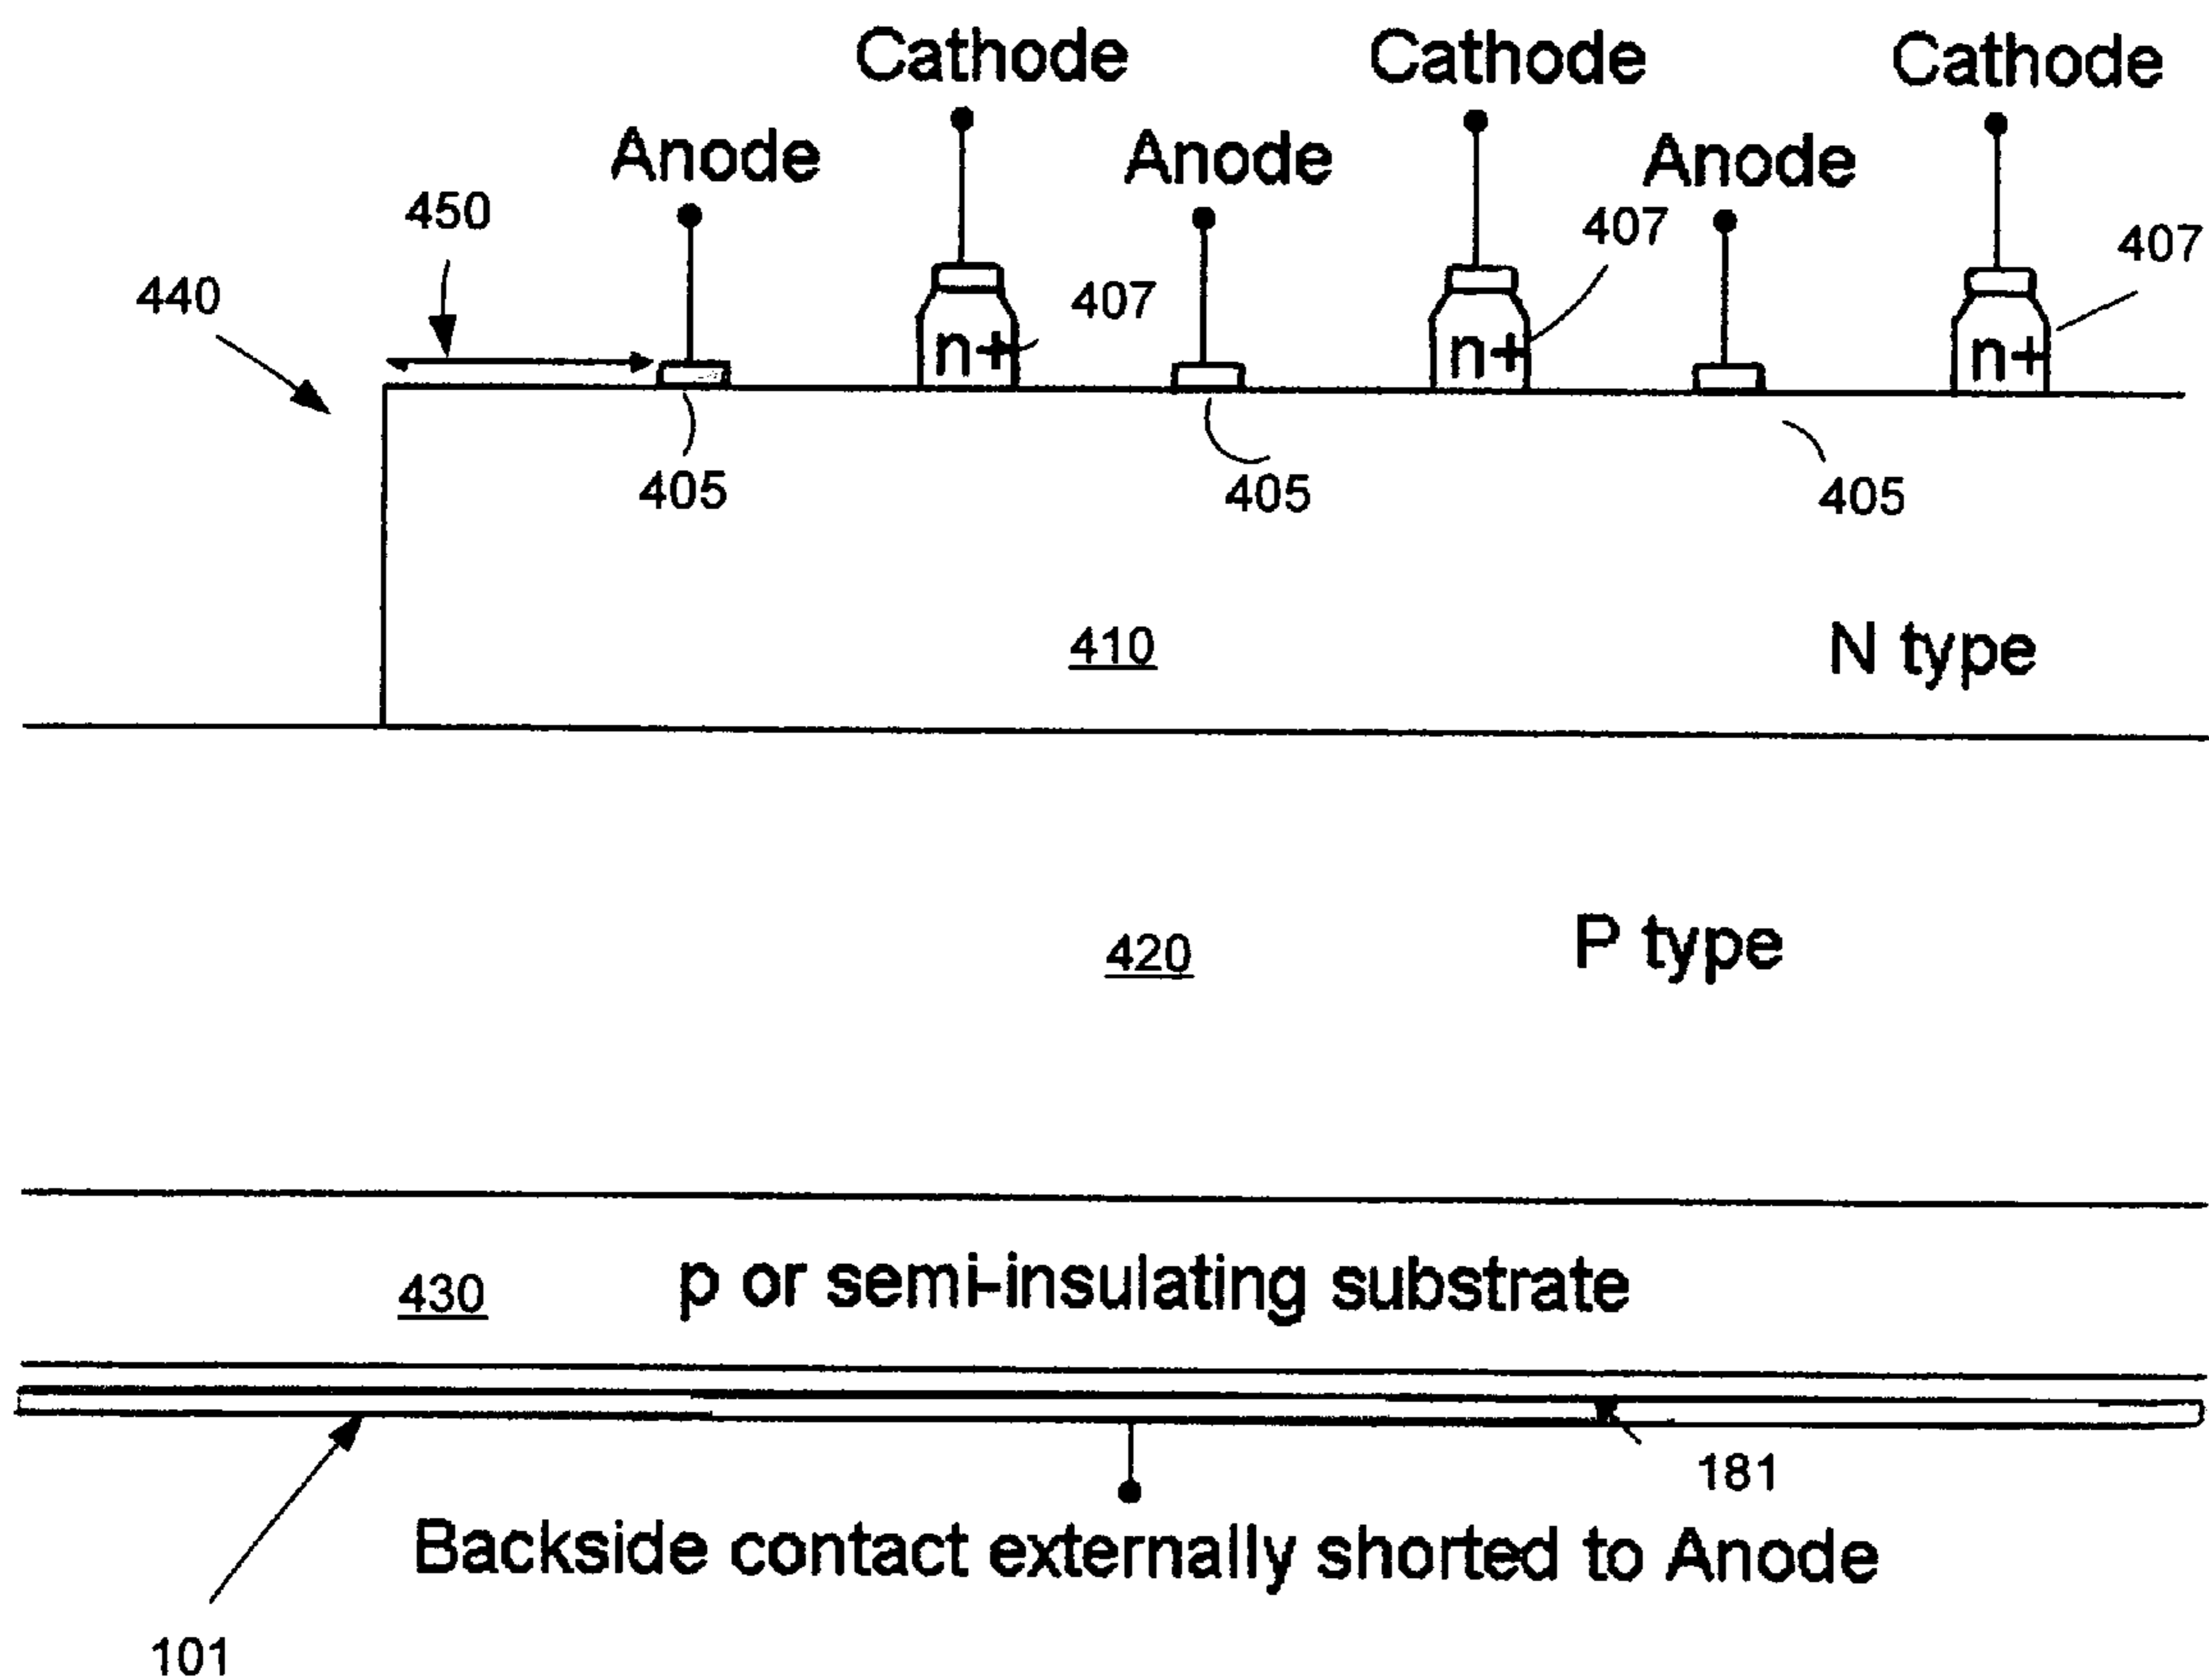 Cathode Cathode Cathode
Anode Anode Anode
450
407
407
440
407
n+ n+ n+
405 405 405
410
N type
420
P type
430
p or semi-insulating substrate
181
Backside contact externally shorted to Anode
101